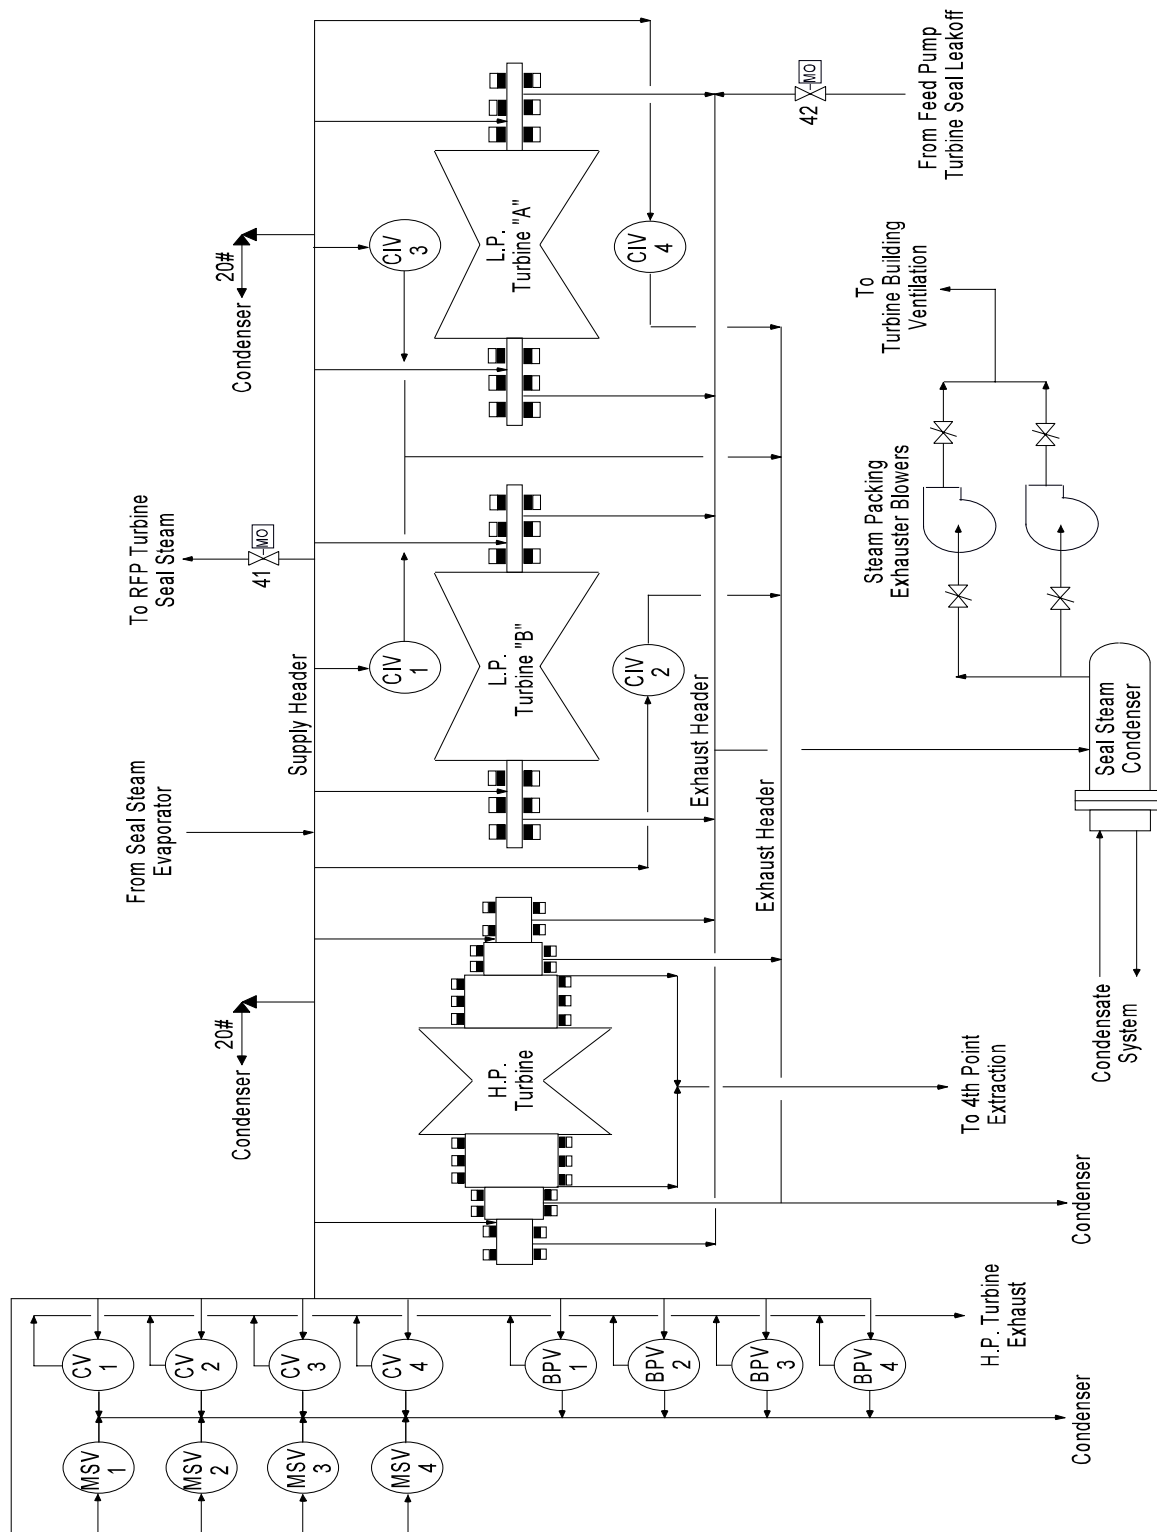 Condenser
20#
Condenser
20#
To RFP Turbine
Seal Steam
41
MO
From Seal Steam
Evaporator
Supply Header
CV
1
CV
2
CV
3
CV
4
BPV
1
BPV
2
BPV
3
BPV
4
MSV
1
MSV
2
MSV
3
MSV
4
H.P. Turbine
Exhaust
Condenser
Condenser
H.P.
Turbine
To 4th Point
Extraction
CIV
1
CIV
2
CIV
3
CIV
4
L.P.
Turbine "B"
L.P.
Turbine "A"
Exhaust Header
Exhaust Header
42
MO
From Feed Pump
Turbine Seal Leakoff
To
Turbine Building
Ventilation
Steam Packing
Exhauster Blowers
Seal Steam
Condenser
Condensate
System